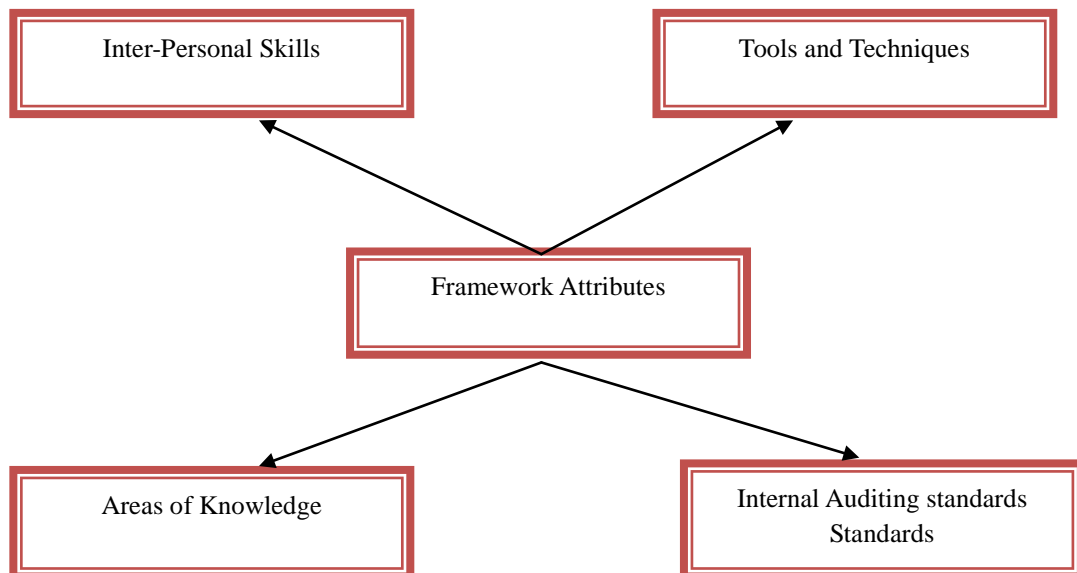 Inter-Personal Skills
Tools and Techniques
Framework Attributes
Areas of Knowledge
Internal Auditing standards
Standards